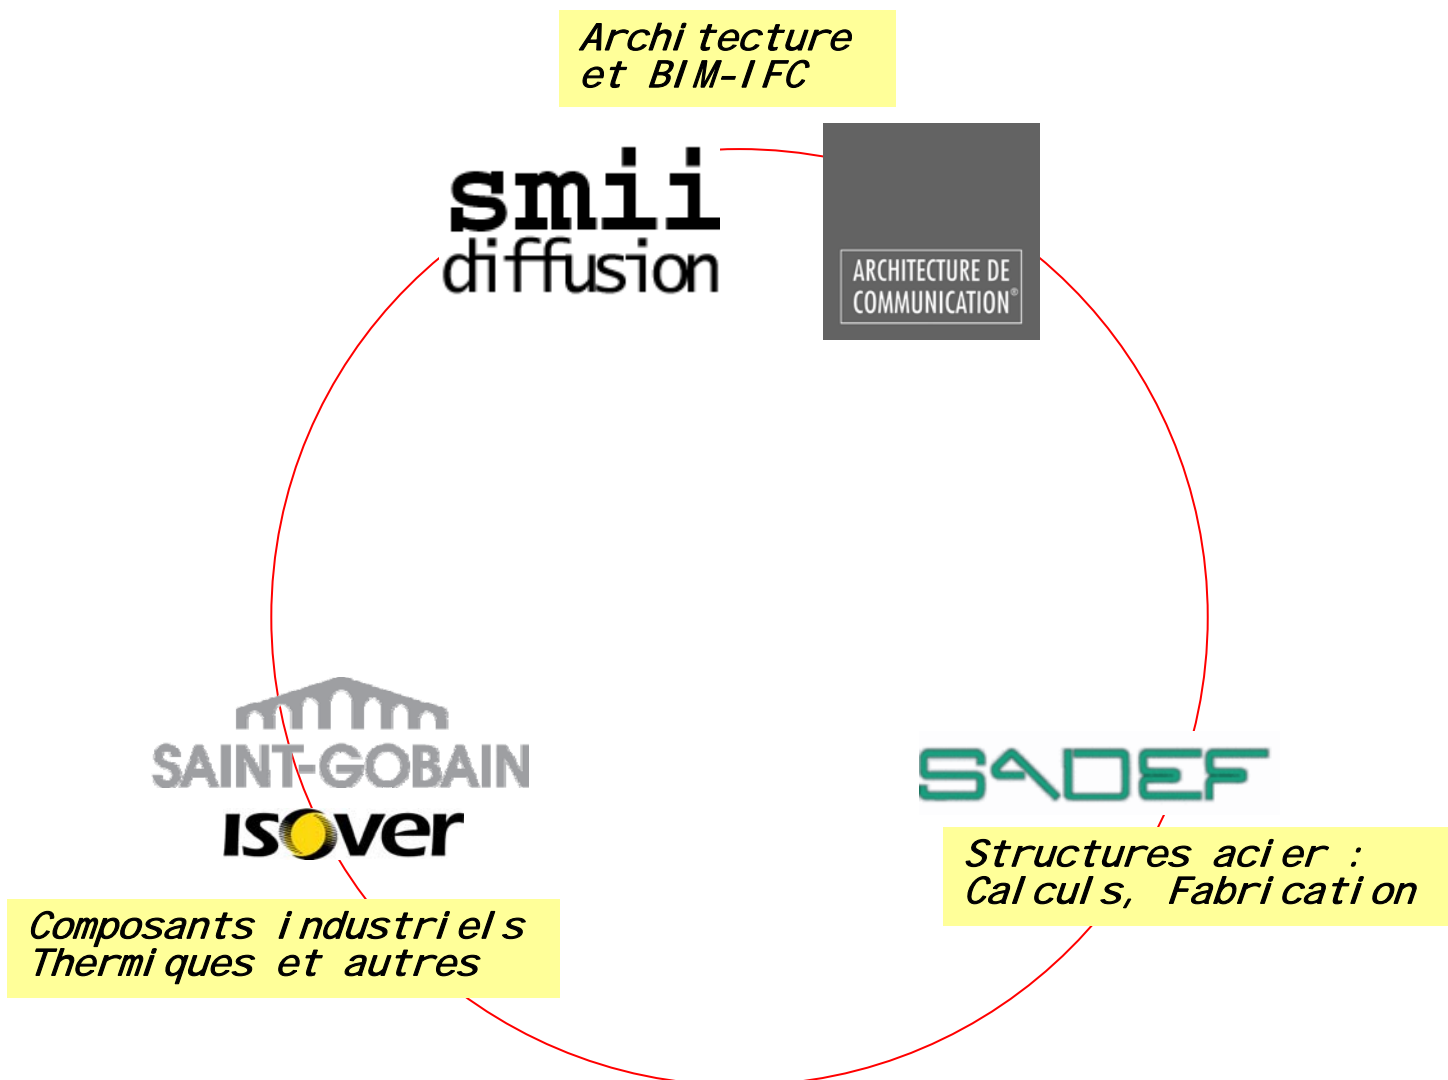 Architecture
et BIM-IFC
smii
diffusion
ARCHITECTURE DE
COMMUNICATION®
SAINT-GOBAIN
ISOVer
SADEF
Structures acier :
Calculs, Fabrication
Composants industriels
Thermiques et autres